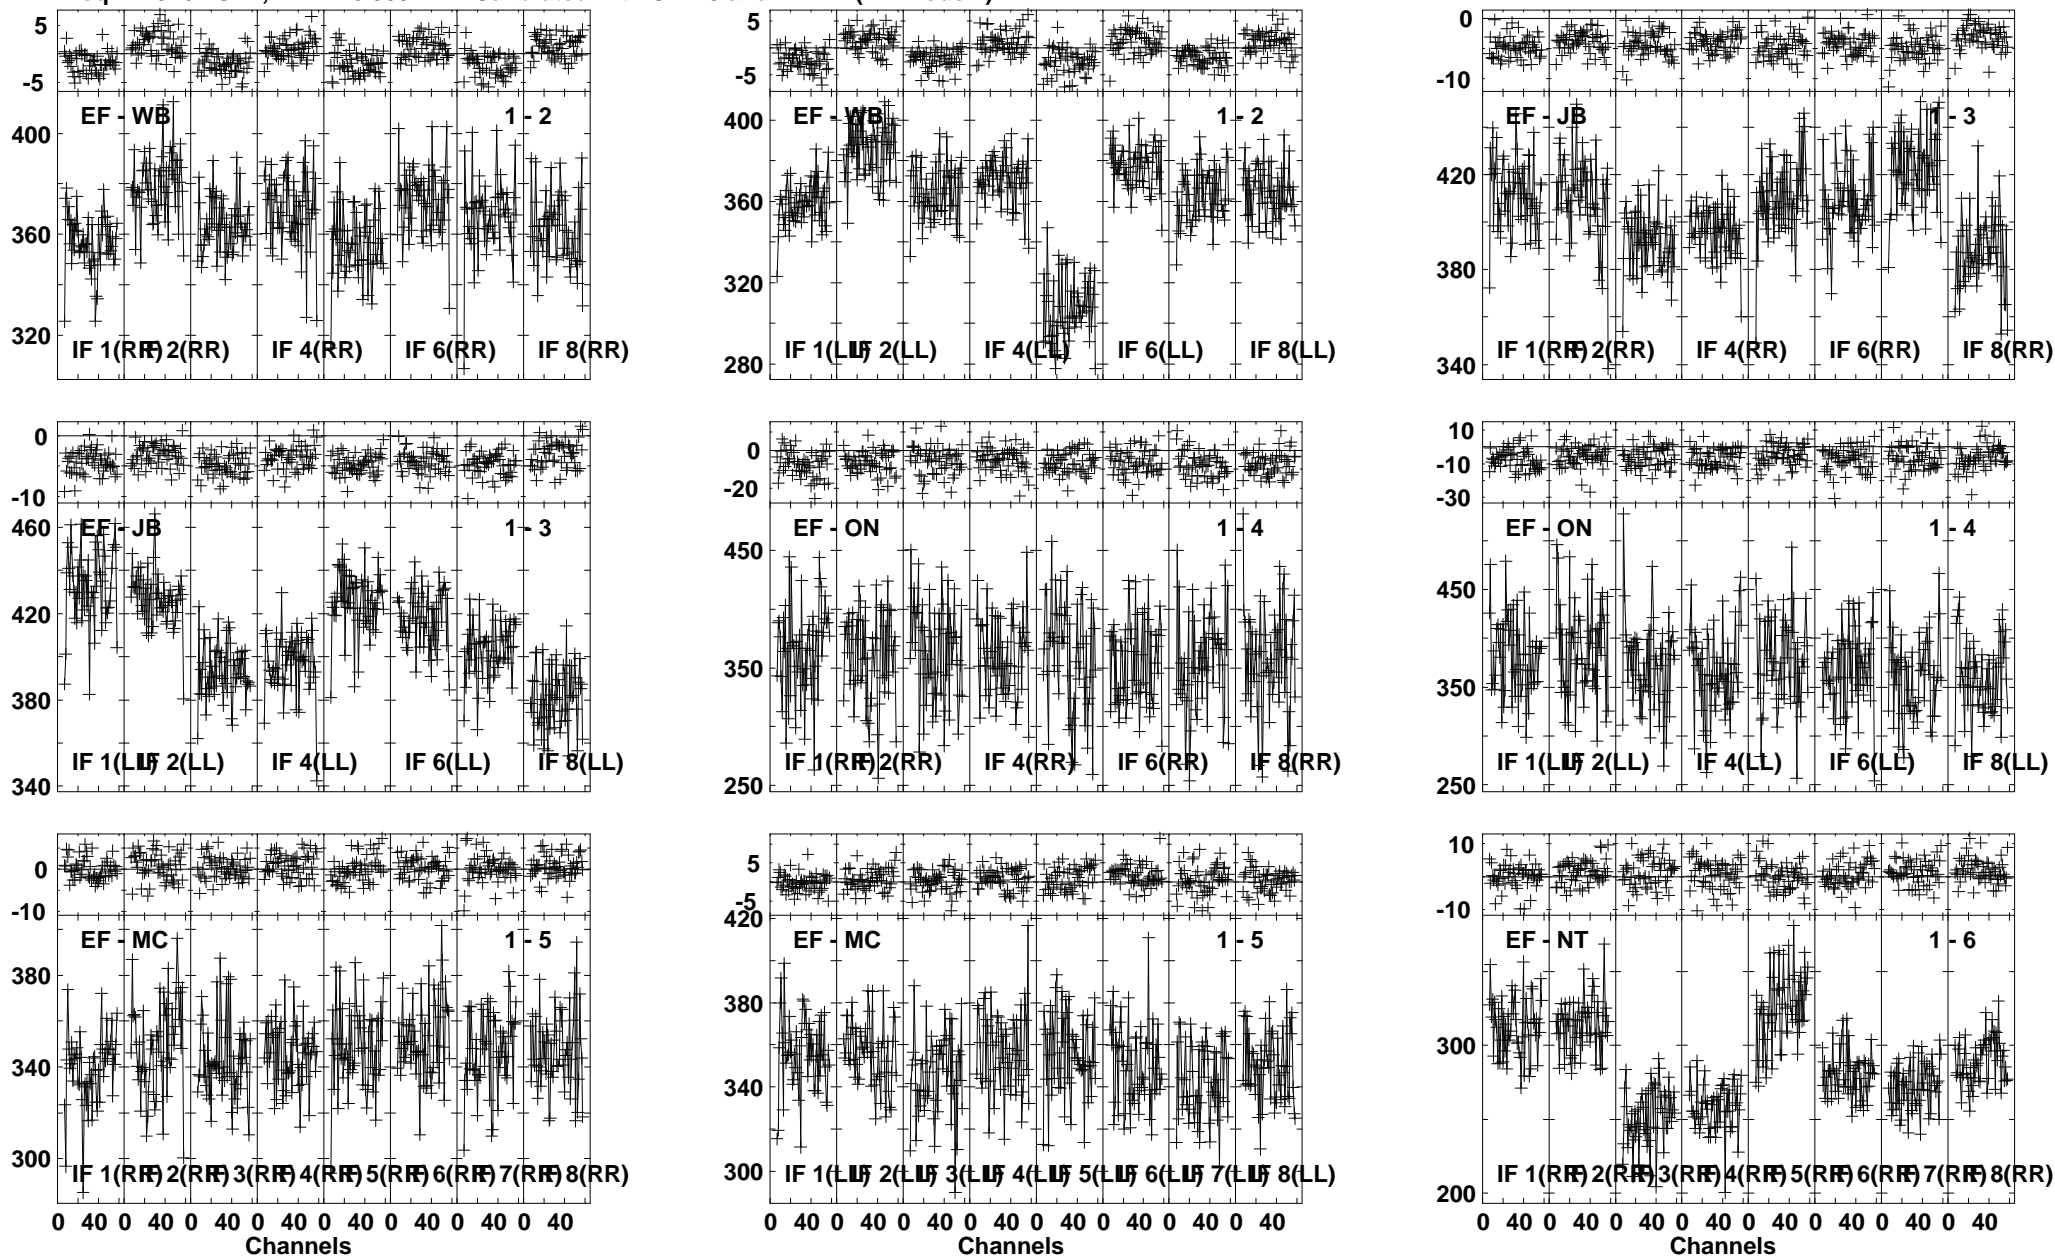 5
-5
EF - WB 1 - 2
400
360
320
IF 1(RR) IF 2(RR) IF 4(RR) IF 6(RR) IF 8(RR)
5
-5
EF - WB 1 - 2
400
360
320
280
IF 1(LL) IF 2(LL) IF 4(LL) IF 6(LL) IF 8(LL)
0
-10
EF - JB 1 - 3
420
380
340
IF 1(RR) IF 2(RR) IF 4(RR) IF 6(RR) IF 8(RR)
0
-10
460
EF - JB 1 - 3
420
380
340
IF 1(LL) IF 2(LL) IF 4(LL) IF 6(LL) IF 8(LL)
0
-20
EF - ON 1 - 4
450
350
250
IF 1(RR) IF 2(RR) IF 4(RR) IF 6(RR) IF 8(RR)
10
-10
-30
EF - ON 1 - 4
450
350
250
IF 1(LL) IF 2(LL) IF 4(LL) IF 6(LL) IF 8(LL)
0
-10
EF - MC 1 - 5
380
340
300
IF 1(RR) IF 2(RR) IF 3(RR) IF 4(RR) IF 5(RR) IF 6(RR) IF 7(RR) IF 8(RR)
0 40 0 40 0 40 0 40 0 40 0 40 0 40 0 40
Channels
5
-5
420
EF - MC 1 - 5
380
340
300
IF 1(LL) IF 2(LL) IF 3(LL) IF 4(LL) IF 5(LL) IF 6(LL) IF 7(LL) IF 8(LL)
0 40 0 40 0 40 0 40 0 40 0 40 0 40 0 40
Channels
10
-10
EF - NT 1 - 6
300
200
IF 1(RR) IF 2(RR) IF 3(RR) IF 4(RR) IF 5(RR) IF 6(RR) IF 7(RR) IF 8(RR)
0 40 0 40 0 40 0 40 0 40 0 40 0 40 0 40
Channels